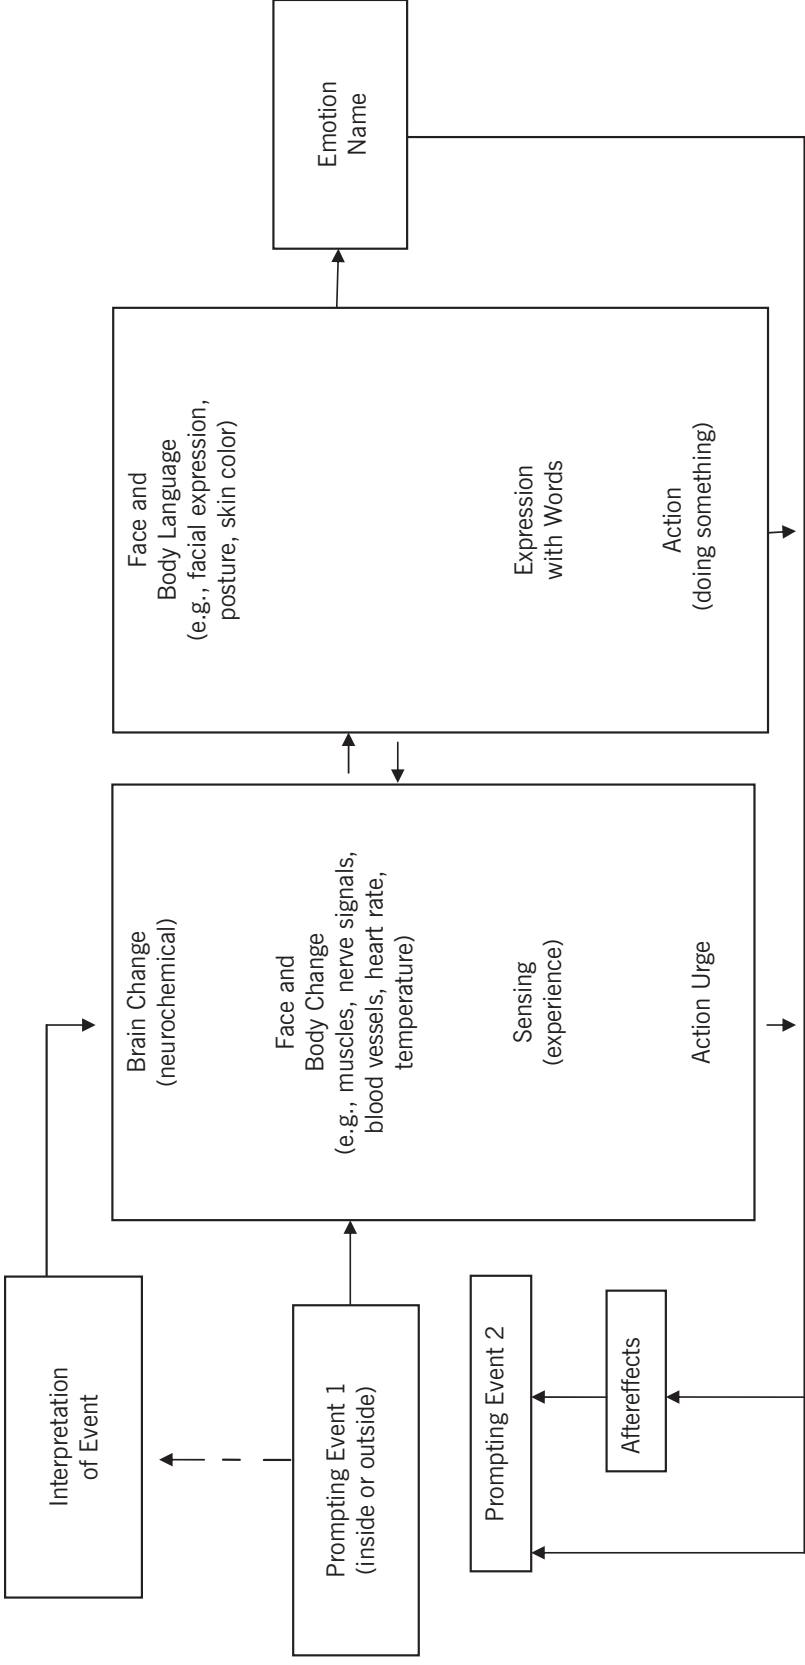 Interpretation
of Event
Prompting Event 1
(inside or outside)
Prompting Event 2
Aftereffects
Brain Change
(neurochemical)
Face and
Body Change
(e.g., muscles, nerve signals,
blood vessels, heart rate,
temperature)
Sensing
(experience)
Action Urge
Face and
Body Language
(e.g., facial expression,
posture, skin color)
Expression
with Words
Action
(doing something)
Emotion
Name